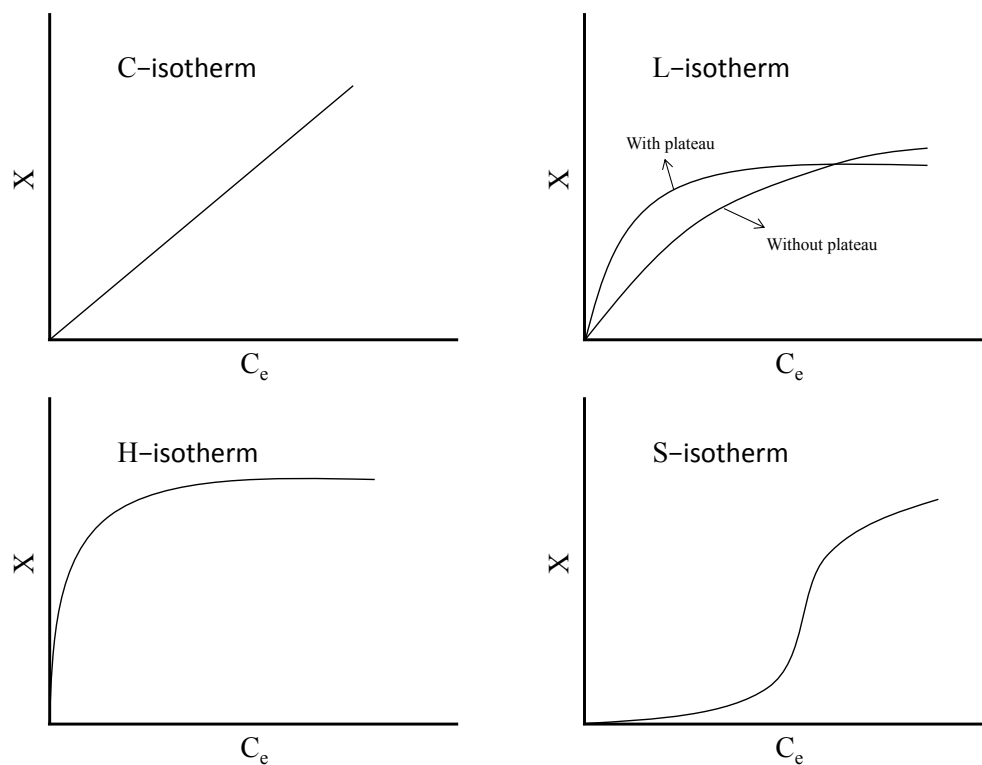 C–isotherm
X
Cₑ
L–isotherm
With plateau
Without plateau
X
Cₑ
H–isotherm
X
Cₑ
S–isotherm
X
Cₑ